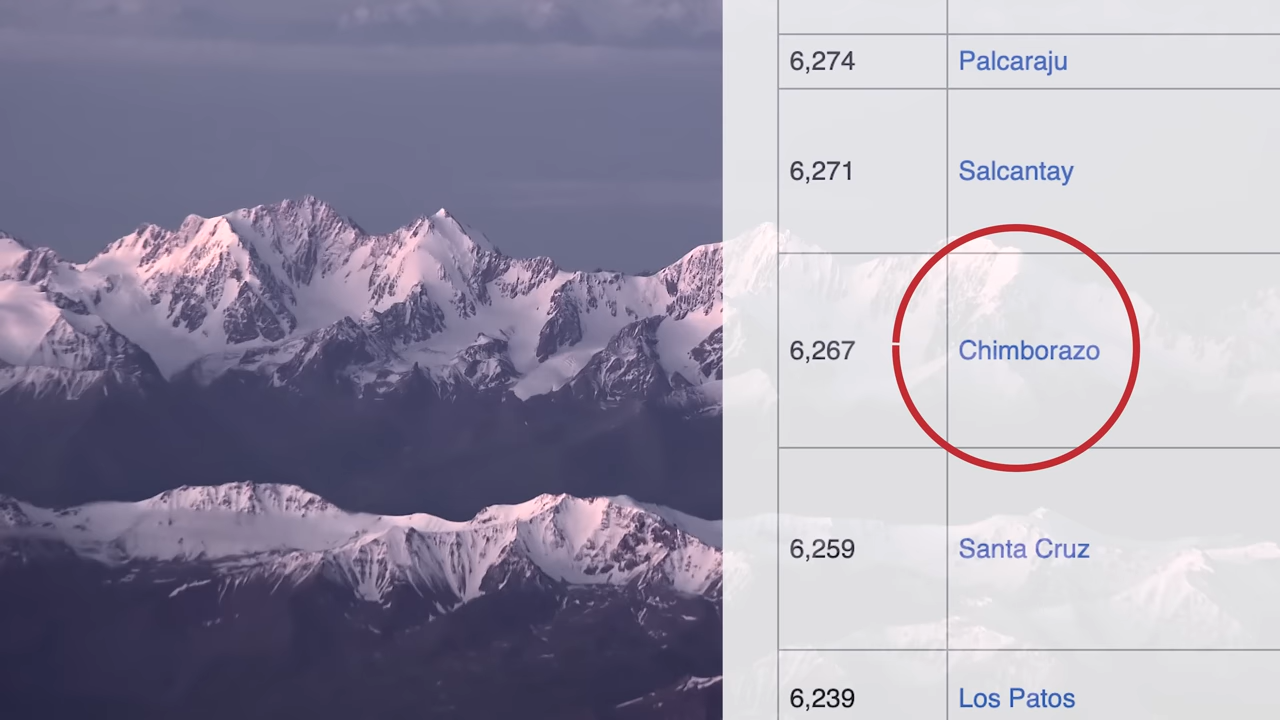 6,274 Palcaraju
6,271 Salcantay
6,267 Chimborazo
6,259 Santa Cruz
6,239 Los Patos